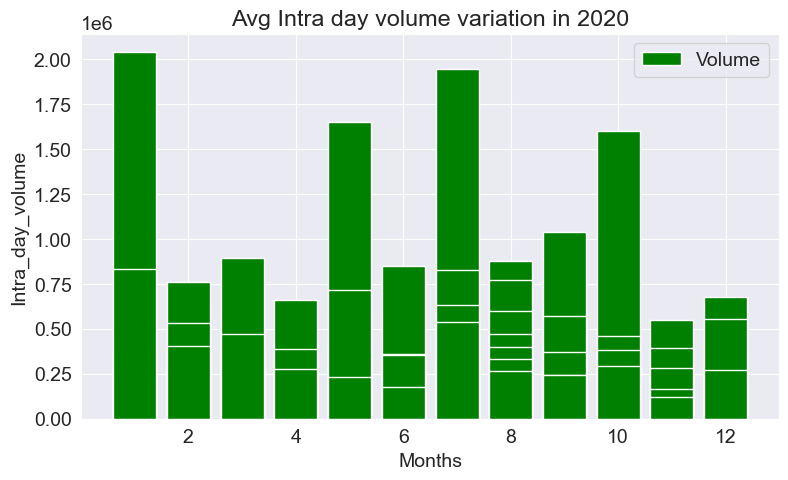 Avg Intra day volume variation in 2020
1e6
Volume
2.00
1.75
1.50
1.25
1.00
0.75
0.50
0.25
0.00
Intra_day_volume
2 4 6 8 10 12
Months